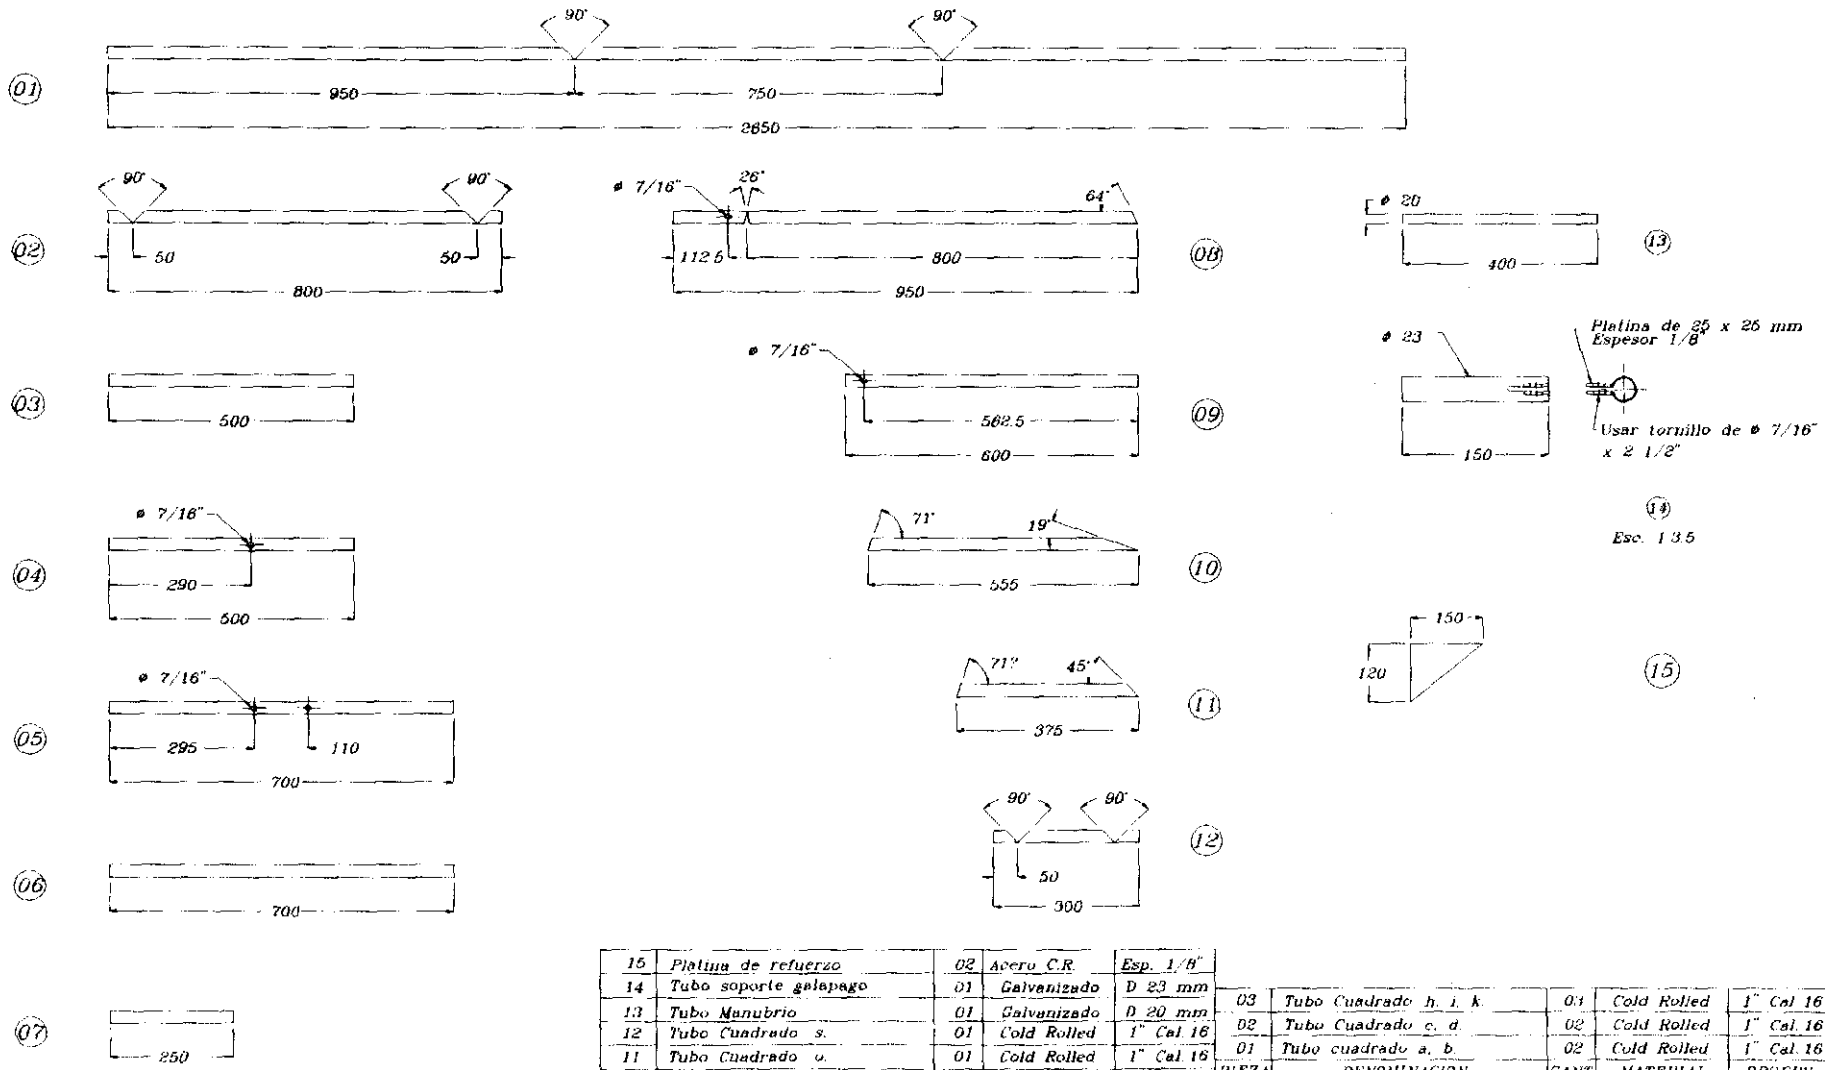 90°
90°
01
950
750
2650
90°
90°
02
50
50
800
ø 7/16"
26°
64°
112.5
800
950
08
ø 20
400
13
03
500
ø 7/16"
562.5
600
09
ø 23
150
Platina de 25 x 25 mm
Espesor 1/8"
Usar tornillo de ø 7/16"
x 2 1/2"
14
Esc. 1 3.5
ø 7/16"
04
290
500
71°
19°
555
10
ø 7/16"
05
295
110
700
71?
45°
375
11
150
120
15
06
700
90°
90°
50
300
12
07
250
15 Platina de refuerzo 02 Acero C.R. Esp. 1/8"
14 Tubo soporte galapago 01 Galvanizado D 23 mm
13 Tubo Manubrio 01 Galvanizado D 20 mm
12 Tubo Cuadrado s. 01 Cold Rolled 1" Cal. 16
11 Tubo Cuadrado o. 01 Cold Rolled 1" Cal. 16
03 Tubo Cuadrado h. i. k. 03 Cold Rolled 1" Cal 16
02 Tubo Cuadrado c. d. 02 Cold Rolled 1" Cal. 16
01 Tubo cuadrado a, b. 02 Cold Rolled 1" Cal. 16
PIEZA DENOMINACION CANT MATERIAL